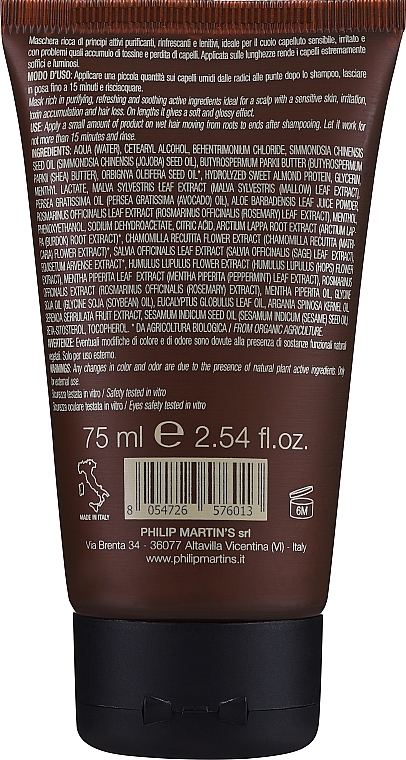 Maschera ricca di principi attivi purificanti, rinfrescanti e lenitivi, ideale per il cuoio capelluto sensibile, irritato e
con problemi quali accumulo di tossine e perdita di capelli. Applicata sulle lunghezze rende i capelli estremamente
soffici e luminosi.
MODO D'USO: Applicare una piccola quantità sui capelli umidi dalle radici alle punte dopo lo shampoo, lasciare
in posa fino a 15 minuti e risciacquare.
Mask rich in purifying, refreshing and soothing active ingredients ideal for a scalp with a sensitive skin, irritation,
toxin accumulation and hair loss. On lengths it gives a soft and glossy effect.
USE: Apply a small amount of product on wet hair moving from roots to ends after shampooing. Let it work for
not more than 15 minutes and rinse.
INGREDIENTS: AQUA (WATER), CETEARYL ALCOHOL, BEHENTRIMONIUM CHLORIDE, SIMMONDSIA CHINENSIS
SEED OIL (SIMMONDSIA CHINENSIS (JOJOBA) SEED OIL), BUTYROSPERMUM PARKII BUTTER (BUTYROSPERMUM
PARKII (SHEA) BUTTER), ORBIGNYA OLEIFERA SEED OIL*, HYDROLYZED SWEET ALMOND PROTEIN, GLYCERIN,
MENTHYL LACTATE, MALVA SYLVESTRIS LEAF EXTRACT (MALVA SYLVESTRIS (MALLOW) LEAF EXTRACT),
PERSEA GRATISSIMA OIL (PERSEA GRATISSIMA (AVOCADO) OIL), ALOE BARBADENSIS LEAF JUICE POWDER,
ROSMARINUS OFFICINALIS LEAF EXTRACT (ROSMARINUS OFFICINALIS (ROSEMARY) LEAF EXTRACT), MENTHOL,
PHENOXYETHANOL, SODIUM DEHYDROACETATE, CITRIC ACID, ARCTIUM LAPPA ROOT EXTRACT (ARCTIUM LAP-
PA (BURDOCK) ROOT EXTRACT)*, CHAMOMILLA RECUTITA FLOWER EXTRACT (CHAMOMILLA RECUTITA (MATRI-
CARIA) FLOWER EXTRACT)*, SALVIA OFFICINALIS LEAF EXTRACT (SALVIA OFFICINALIS (SAGE) LEAF EXTRACT),
EQUISETUM ARVENSE EXTRACT*, HUMULUS LUPULUS FLOWER EXTRACT (HUMULUS LUPULUS (HOPS) FLOWER
EXTRACT), MENTHA PIPERITA LEAF EXTRACT (MENTHA PIPERITA (PEPPERMINT) LEAF EXTRACT), ROSMARINUS
OFFICINALIS EXTRACT (ROSMARINUS OFFICINALIS (ROSEMARY) EXTRACT), MENTHA PIPERITA OIL, GLYCINE
SOJA OIL (GLYCINE SOJA (SOYBEAN) OIL), EUCALYPTUS GLOBULUS LEAF OIL, ARGANIA SPINOSA KERNEL OIL,
SERENOA SERRULATA FRUIT EXTRACT, SESAMUM INDICUM SEED OIL (SESAMUM INDICUM (SESAME) SEED OIL),
BETA-SITOSTEROL, TOCOPHEROL. * DA AGRICOLTURA BIOLOGICA / FROM ORGANIC AGRICULTURE.
AVVERTENZE: Eventuali modifiche di colore e di odore sono dovute alla presenza di sostanze funzionali naturali
vegetali. Solo per uso esterno.
WARNINGS: Any changes in color and odor are due to the presence of natural plant active ingredients. Only
for external use.
Sicurezza testata in vitro / Safety tested in vitro
Sicurezza oculare testata in vitro / Eyes safety tested in vitro
75 ml e 2.54 fl.oz.
MADE IN ITALY
8 054726 576013
6M
PHILIP MARTIN'S srl
Via Brenta 34 - 36077 Altavilla Vicentina (VI) - Italy
www.philipmartins.it